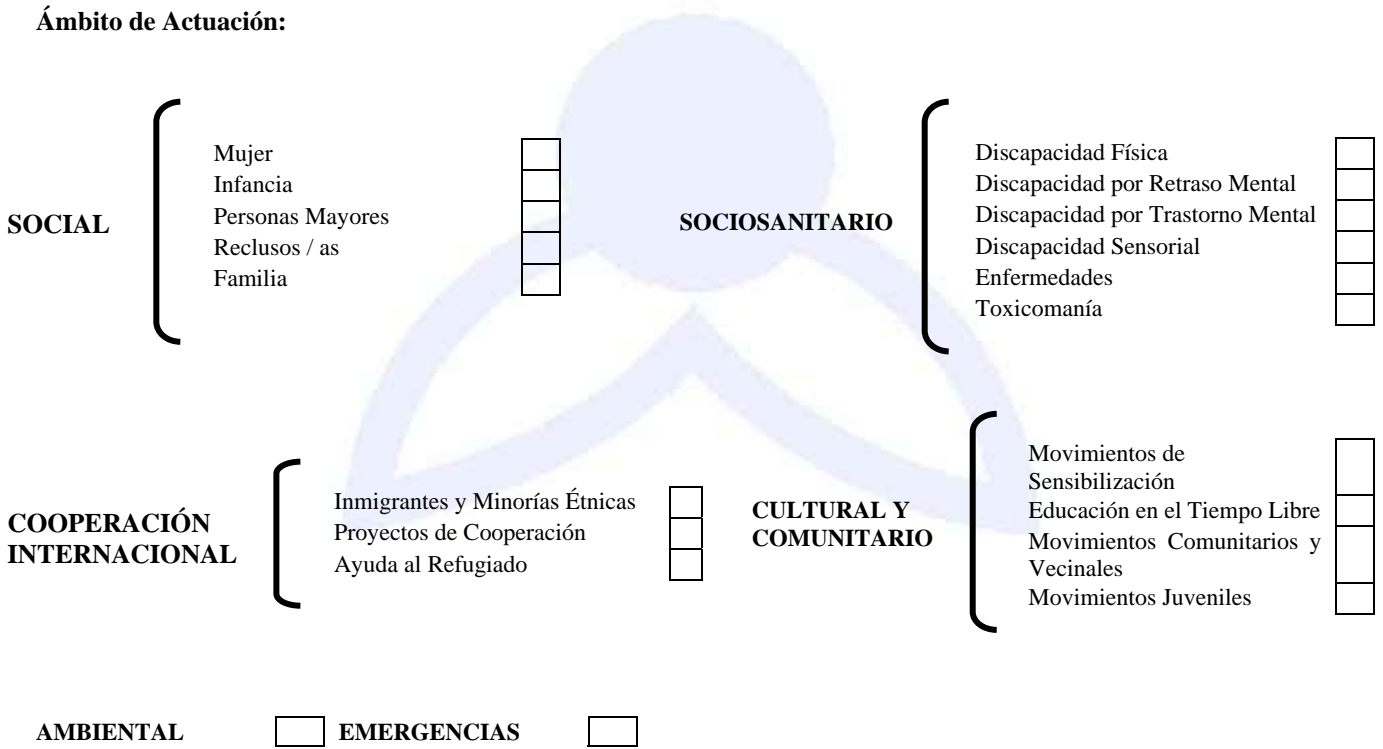 Ámbito de Actuación:
SOCIAL
Mujer
Infancia
Personas Mayores
Reclusos / as
Familia
SOCIOSANITARIO
Discapacidad Física
Discapacidad por Retraso Mental
Discapacidad por Trastorno Mental
Discapacidad Sensorial
Enfermedades
Toxicomanía
COOPERACIÓN
INTERNACIONAL
Inmigrantes y Minorías Étnicas
Proyectos de Cooperación
Ayuda al Refugiado
CULTURAL Y
COMUNITARIO
Movimientos de
Sensibilización
Educación en el Tiempo Libre
Movimientos Comunitarios y
Vecinales
Movimientos Juveniles
AMBIENTAL
EMERGENCIAS